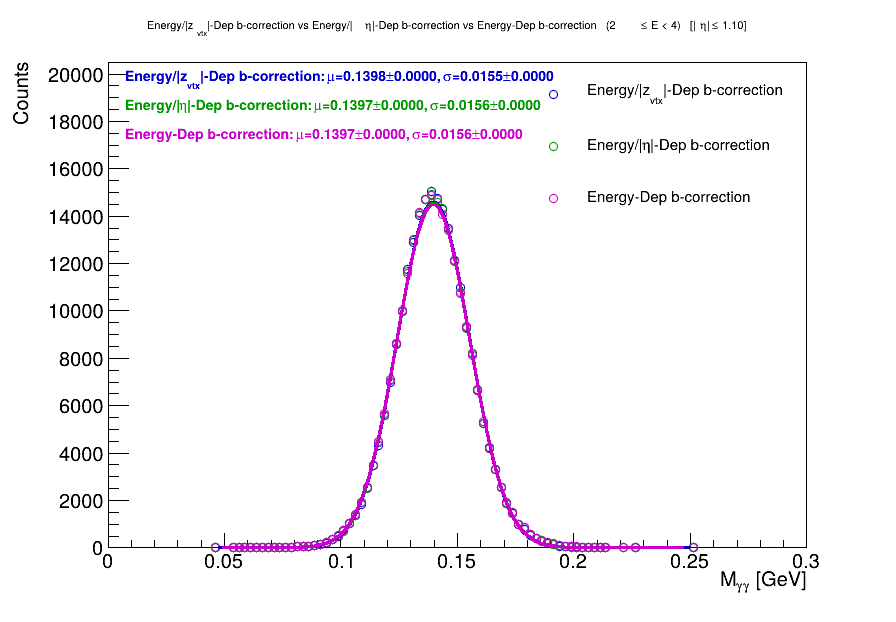 Energy/|z_vtx|-Dep b-correction vs Energy/|η|-Dep b-correction vs Energy-Dep b-correction (2 ≤ E < 4) [|η| ≤ 1.10]
Energy/|z_vtx|-Dep b-correction: μ=0.1398±0.0000, σ=0.0155±0.0000
Energy/|η|-Dep b-correction: μ=0.1397±0.0000, σ=0.0156±0.0000
Energy-Dep b-correction: μ=0.1397±0.0000, σ=0.0156±0.0000
Energy/|z_vtx|-Dep b-correction
Energy/|η|-Dep b-correction
Energy-Dep b-correction
Counts
20000
18000
16000
14000
12000
10000
8000
6000
4000
2000
0
0
0.05
0.1
0.15
0.2
0.25
0.3
M_γγ [GeV]